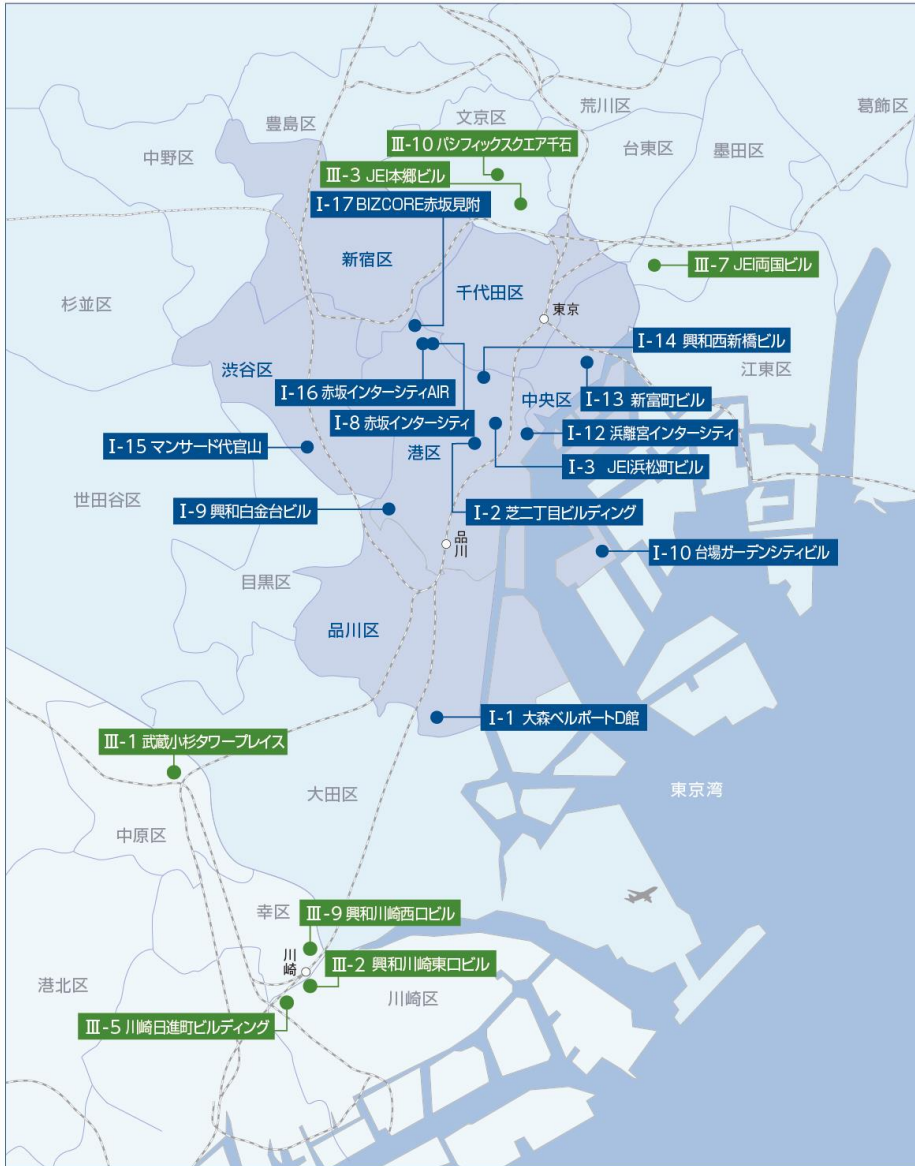 荒川区
葛飾区
文京区
豊島区
台東区
墨田区
中野区
Ⅲ-10 パシフィックスクエア千石
Ⅲ-3 JEI本郷ビル
I-17 BIZCORE赤坂見附
新宿区
Ⅲ-7 JEI両国ビル
千代田区
杉並区
東京
I-14 興和西新橋ビル
渋谷区
江東区
I-16 赤坂インターシティAIR
中央区
I-13 新富町ビル
I-8 赤坂インターシティ
I-12 浜離宮インターシティ
I-15 マンサード代官山
港区
I-3 JEI浜松町ビル
世田谷区
I-9 興和白金台ビル
I-2 芝二丁目ビルディング
品川
I-10 台場ガーデンシティビル
目黒区
品川区
I-1 大森ベルポートD館
Ⅲ-1 武蔵小杉タワープレイス
大田区
東京湾
中原区
幸区
Ⅲ-9 興和川崎西口ビル
川崎
Ⅲ-2 興和川崎東口ビル
港北区
川崎区
Ⅲ-5 川崎日進町ビルディング